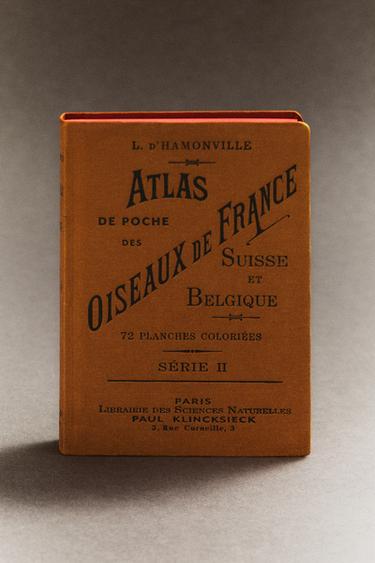 L. D'HAMONVILLE
ATLAS
DE POCHE
DES
OISEAUX DE FRANCE
SUISSE
ET
BELGIQUE
72 PLANCHES COLORIÉES
SÉRIE II
PARIS
LIBRAIRIE DES SCIENCES NATURELLES
PAUL KLINCKSIECK
3, Rue Corneille, 3